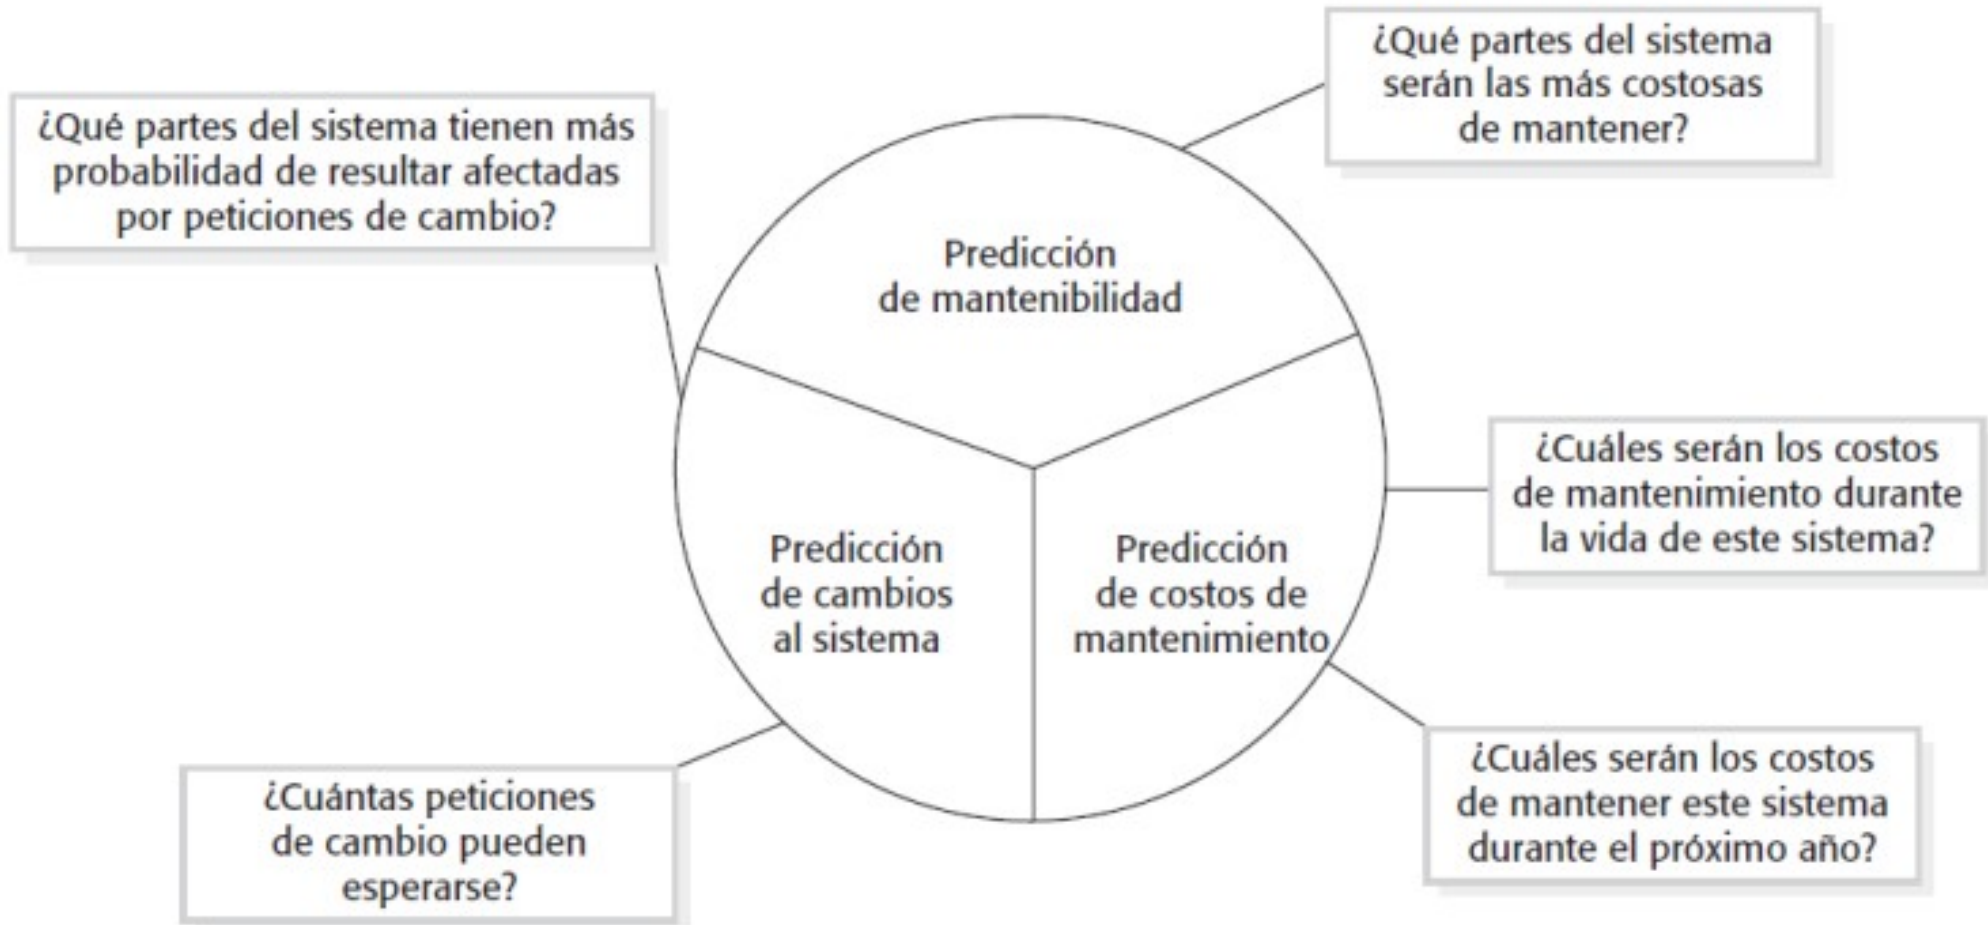 ¿Qué partes del sistema
serán las más costosas
de mantener?
¿Qué partes del sistema tienen más
probabilidad de resultar afectadas
por peticiones de cambio?
Predicción
de mantenibilidad
¿Cuáles serán los costos
de mantenimiento durante
la vida de este sistema?
Predicción
de cambios
al sistema
Predicción
de costos de
mantenimiento
¿Cuáles serán los costos
de mantener este sistema
durante el próximo año?
¿Cuántas peticiones
de cambio pueden
esperarse?